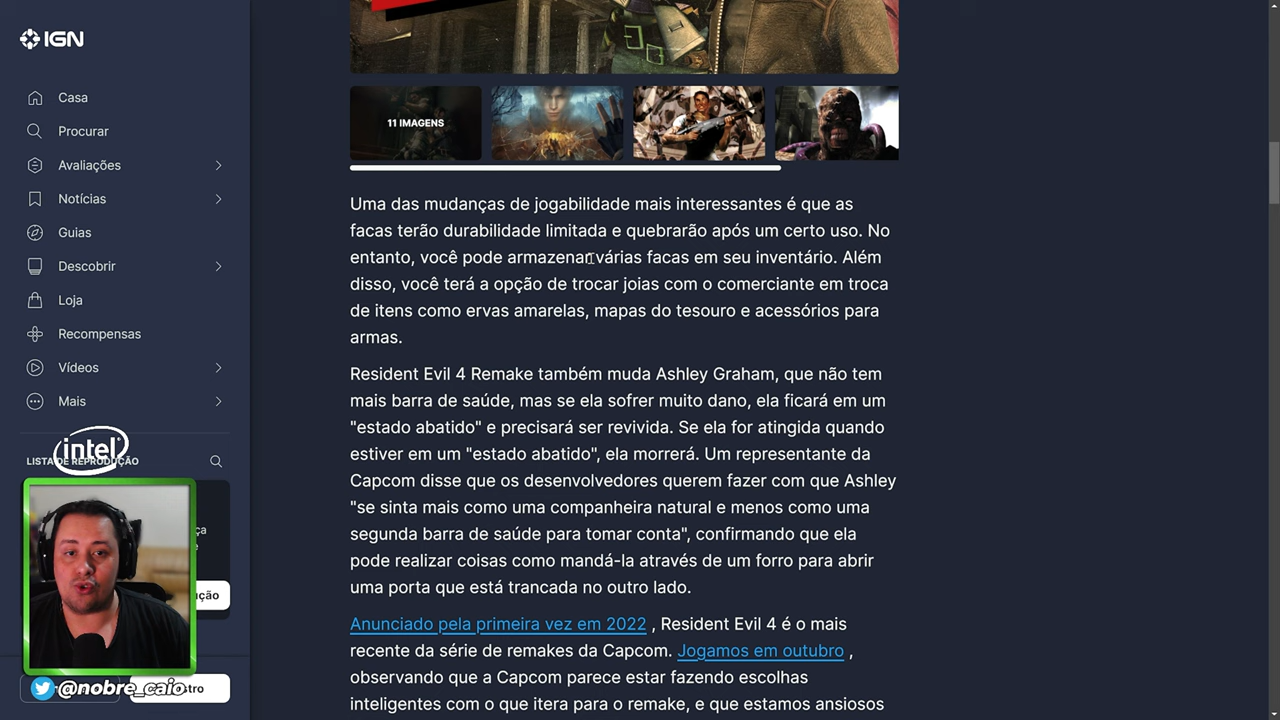 IGN
Casa
Procurar
Avaliações
Notícias
Guias
Descobrir
Loja
Recompensas
Vídeos
Mais
intel
LISTA DE REPRODUÇÃO
ução
@nobre_caio
stro
11 IMAGENS
Uma das mudanças de jogabilidade mais interessantes é que as
facas terão durabilidade limitada e quebrarão após um certo uso. No
entanto, você pode armazenar várias facas em seu inventário. Além
disso, você terá a opção de trocar joias com o comerciante em troca
de itens como ervas amarelas, mapas do tesouro e acessórios para
armas.
Resident Evil 4 Remake também muda Ashley Graham, que não tem
mais barra de saúde, mas se ela sofrer muito dano, ela ficará em um
"estado abatido" e precisará ser revivida. Se ela for atingida quando
estiver em um "estado abatido", ela morrerá. Um representante da
Capcom disse que os desenvolvedores querem fazer com que Ashley
"se sinta mais como uma companheira natural e menos como uma
segunda barra de saúde para tomar conta", confirmando que ela
pode realizar coisas como mandá-la através de um forro para abrir
uma porta que está trancada no outro lado.
Anunciado pela primeira vez em 2022 , Resident Evil 4 é o mais
recente da série de remakes da Capcom. Jogamos em outubro ,
observando que a Capcom parece estar fazendo escolhas
inteligentes com o que itera para o remake, e que estamos ansiosos